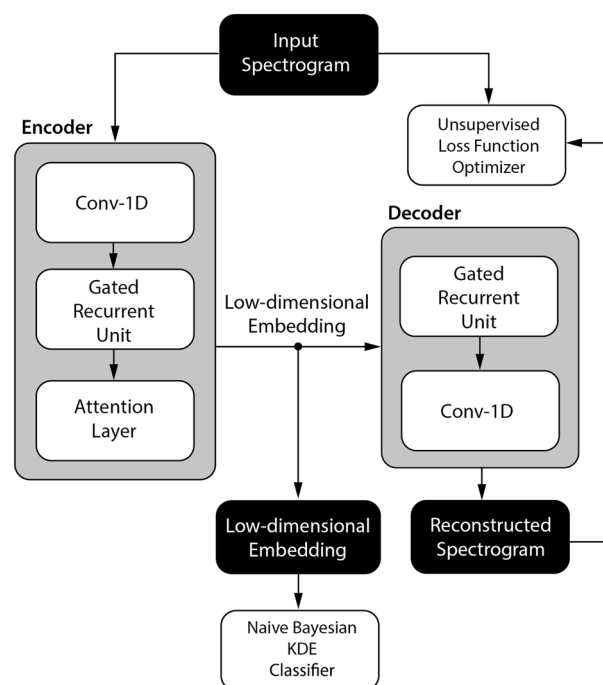 Input
Spectrogram
Encoder
Unsupervised
Loss Function
Optimizer
Conv-1D
Gated
Recurrent
Unit
Attention
Layer
Low-dimensional
Embedding
Decoder
Gated
Recurrent
Unit
Conv-1D
Low-dimensional
Embedding
Reconstructed
Spectrogram
Naive Bayesian
KDE
Classifier